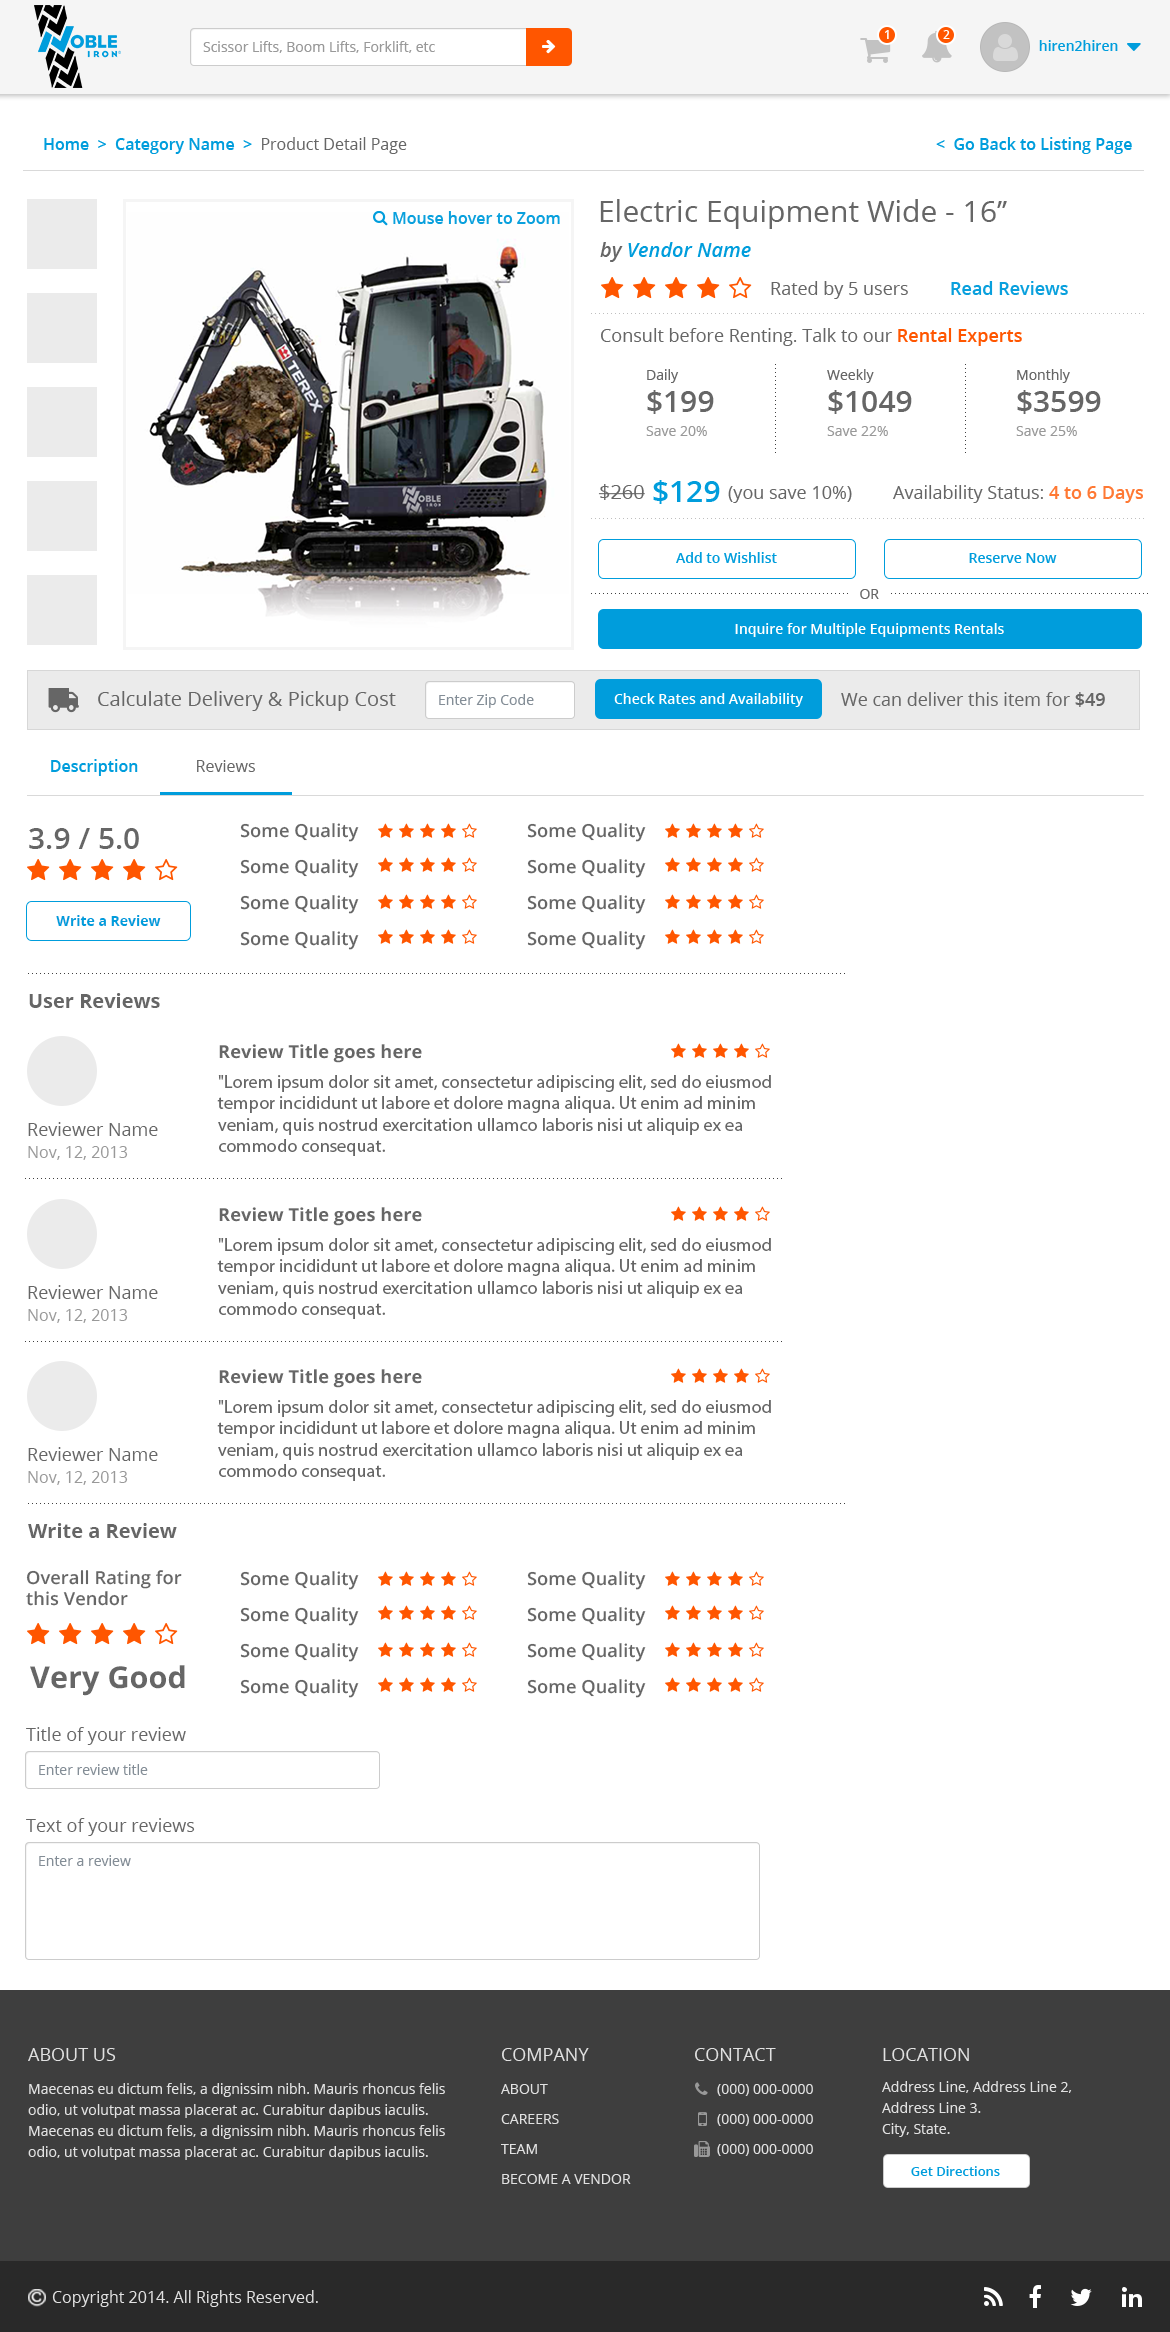 NOBLE
IRON
Scissor Lifts, Boom Lifts, Forklift, etc
1
2
hiren2hiren
Home > Category Name > Product Detail Page
< Go Back to Listing Page
Mouse hover to Zoom
TEREX
NOBLE
IRON
Electric Equipment Wide - 16”
by Vendor Name
Rated by 5 users
Read Reviews
Consult before Renting. Talk to our Rental Experts
Daily
$199
Save 20%
Weekly
$1049
Save 22%
Monthly
$3599
Save 25%
$260 $129 (you save 10%)
Availability Status: 4 to 6 Days
Add to Wishlist
Reserve Now
OR
Inquire for Multiple Equipments Rentals
Calculate Delivery & Pickup Cost
Enter Zip Code
Check Rates and Availability
We can deliver this item for $49
Description
Reviews
3.9 / 5.0
Write a Review
Some Quality
Some Quality
Some Quality
Some Quality
Some Quality
Some Quality
Some Quality
Some Quality
User Reviews
Reviewer Name
Nov, 12, 2013
Review Title goes here
"Lorem ipsum dolor sit amet, consectetur adipiscing elit, sed do eiusmod
tempor incididunt ut labore et dolore magna aliqua. Ut enim ad minim
veniam, quis nostrud exercitation ullamco laboris nisi ut aliquip ex ea
commodo consequat.
Reviewer Name
Nov, 12, 2013
Review Title goes here
"Lorem ipsum dolor sit amet, consectetur adipiscing elit, sed do eiusmod
tempor incididunt ut labore et dolore magna aliqua. Ut enim ad minim
veniam, quis nostrud exercitation ullamco laboris nisi ut aliquip ex ea
commodo consequat.
Reviewer Name
Nov, 12, 2013
Review Title goes here
"Lorem ipsum dolor sit amet, consectetur adipiscing elit, sed do eiusmod
tempor incididunt ut labore et dolore magna aliqua. Ut enim ad minim
veniam, quis nostrud exercitation ullamco laboris nisi ut aliquip ex ea
commodo consequat.
Write a Review
Overall Rating for
this Vendor
Very Good
Some Quality
Some Quality
Some Quality
Some Quality
Some Quality
Some Quality
Some Quality
Some Quality
Title of your review
Enter review title
Text of your reviews
Enter a review
ABOUT US
Maecenas eu dictum felis, a dignissim nibh. Mauris rhoncus felis
odio, ut volutpat massa placerat ac. Curabitur dapibus iaculis.
Maecenas eu dictum felis, a dignissim nibh. Mauris rhoncus felis
odio, ut volutpat massa placerat ac. Curabitur dapibus iaculis.
COMPANY
ABOUT
CAREERS
TEAM
BECOME A VENDOR
CONTACT
(000) 000-0000
(000) 000-0000
(000) 000-0000
LOCATION
Address Line, Address Line 2,
Address Line 3.
City, State.
Get Directions
© Copyright 2014. All Rights Reserved.